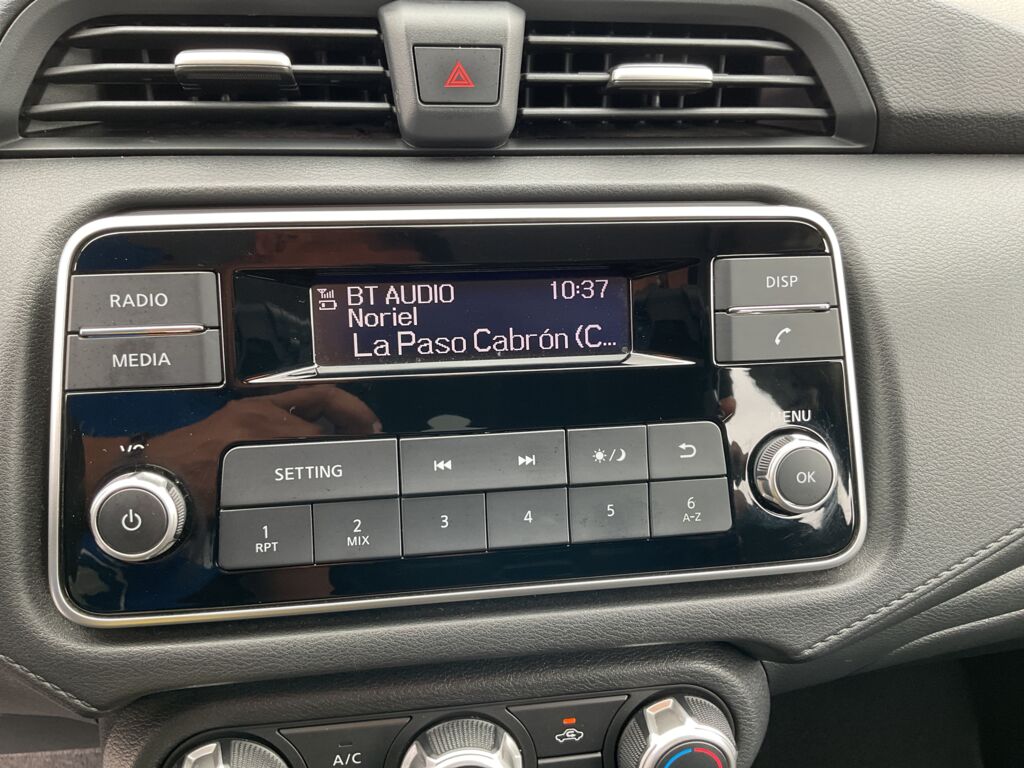 RADIO
MEDIA
BT AUDIO 10:37
Noriel
La Paso Cabrón (C...
DISP
MENU
SETTING
OK
1
RPT
2
MIX
3
4
5
6
A-Z
A/C